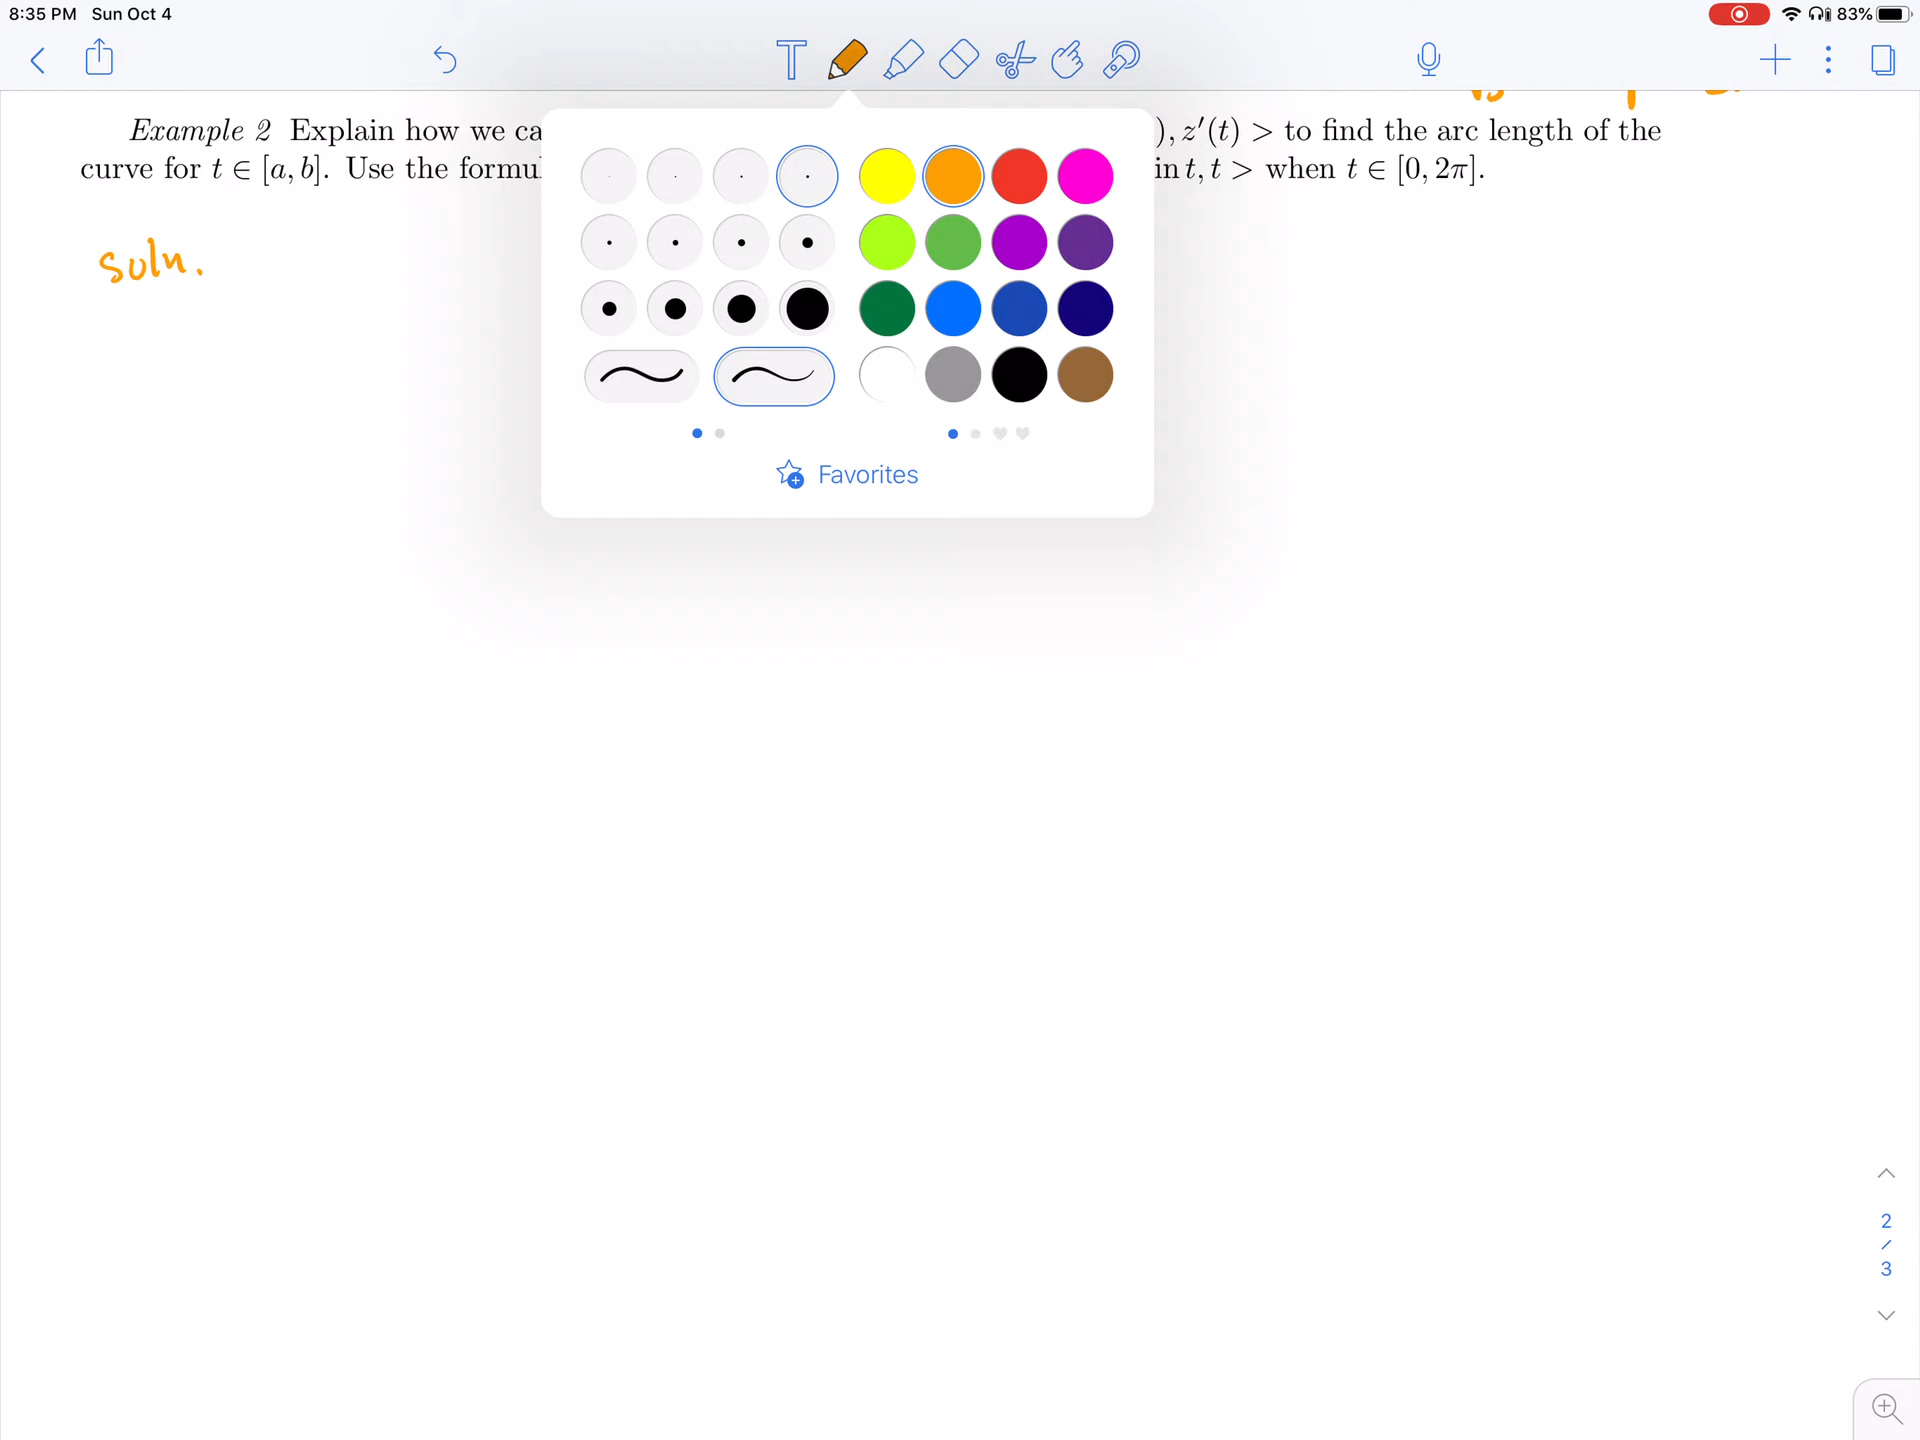 8:35 PM Sun Oct 4
83%
Example 2 Explain how we ca ), z′(t) > to find the arc length of the
curve for t ∈ [a, b]. Use the formul in t, t > when t ∈ [0, 2π].
Soln.
Favorites
2
/
3